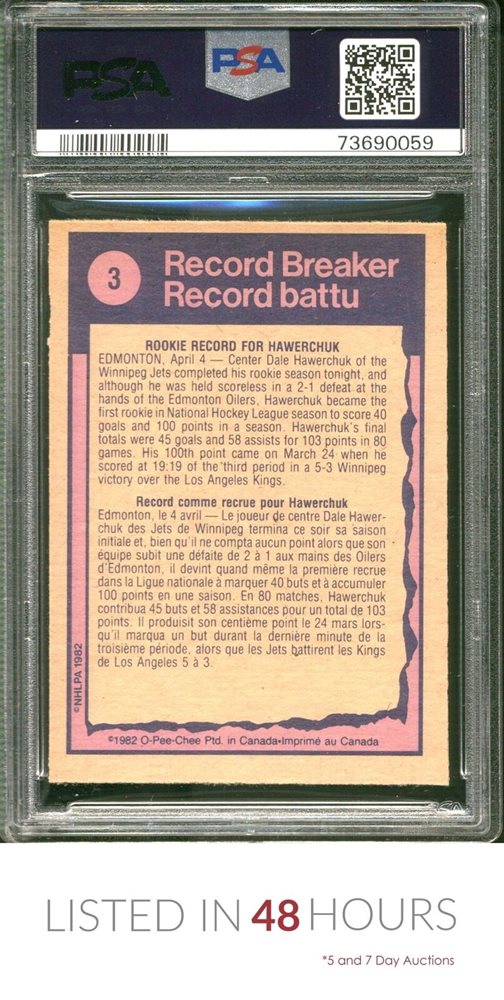 PSA
PSA
73690059
3
Record Breaker
Record battu
ROOKIE RECORD FOR HAWERCHUK
EDMONTON, April 4 — Center Dale Hawerchuk of the
Winnipeg Jets completed his rookie season tonight, and
although he was held scoreless in a 2-1 defeat at the
hands of the Edmonton Oilers, Hawerchuk became the
first rookie in National Hockey League season to score 40
goals and 100 points in a season. Hawerchuk's final
totals were 45 goals and 58 assists for 103 points in 80
games. His 100th point came on March 24 when he
scored at 19:19 of the third period in a 5-3 Winnipeg
victory over the Los Angeles Kings.
Record comme recrue pour Hawerchuk
Edmonton, le 4 avril — Le joueur de centre Dale Hawer-
chuk des Jets de Winnipeg termina ce soir sa saison
initiale et, bien qu'il ne compta aucun point alors que son
équipe subit une défaite de 2 à 1 aux mains des Oilers
d'Edmonton, il devint quand même la première recrue
dans la Ligue nationale à marquer 40 buts et à accumuler
100 points en une saison. En 80 matches, Hawerchuk
contribua 45 buts et 58 assistances pour un total de 103
points. Il produisit son centième point le 24 mars lors-
qu'il marqua un but durant la dernière minute de la
troisième période, alors que les Jets battirent les Kings
de Los Angeles 5 à 3.
©NHLPA 1982
©1982 O-Pee-Chee Ptd. in Canada•Imprimé au Canada
PSA
LISTED IN 48 HOURS
*5 and 7 Day Auctions